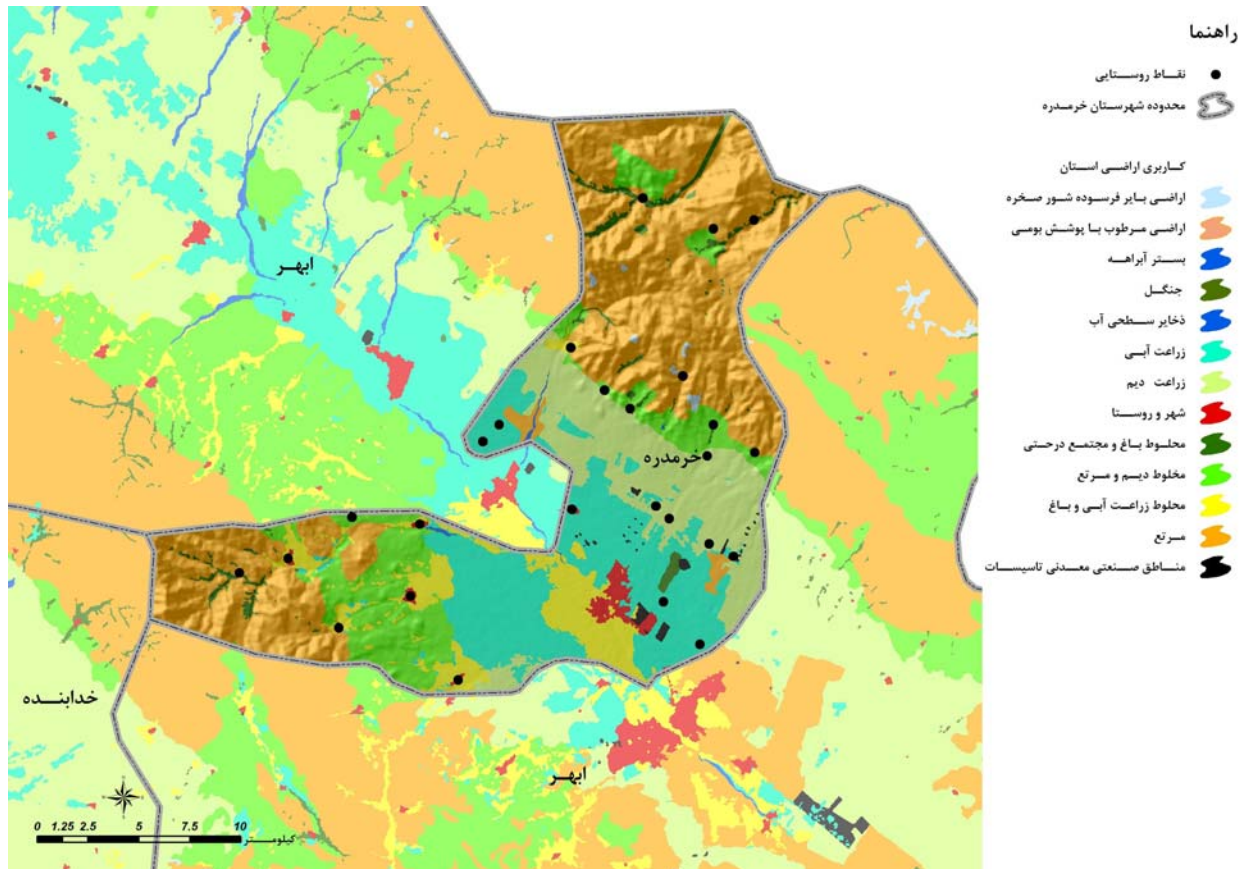 راهنما
نقاط روستایی
محدوده شهرستان خرمدره
کاربری اراضی استان
اراضی بایر فرسوده شور صخره
اراضی مرطوب با پوشش بومی
بستر آبراهه
جنگل
ذخایر سطحی آب
زراعت آبی
زراعت دیم
شهر و روستا
مخلوط باغ و مجتمع درختی
مخلوط دیم و مرتع
مخلوط زراعت آبی و باغ
مرتع
مناطق صنعتی معدنی تاسیسات
ابهر
خرمدره
خدابنده
ابهر
0 1.25 2.5 5 7.5 10
کیلومتر